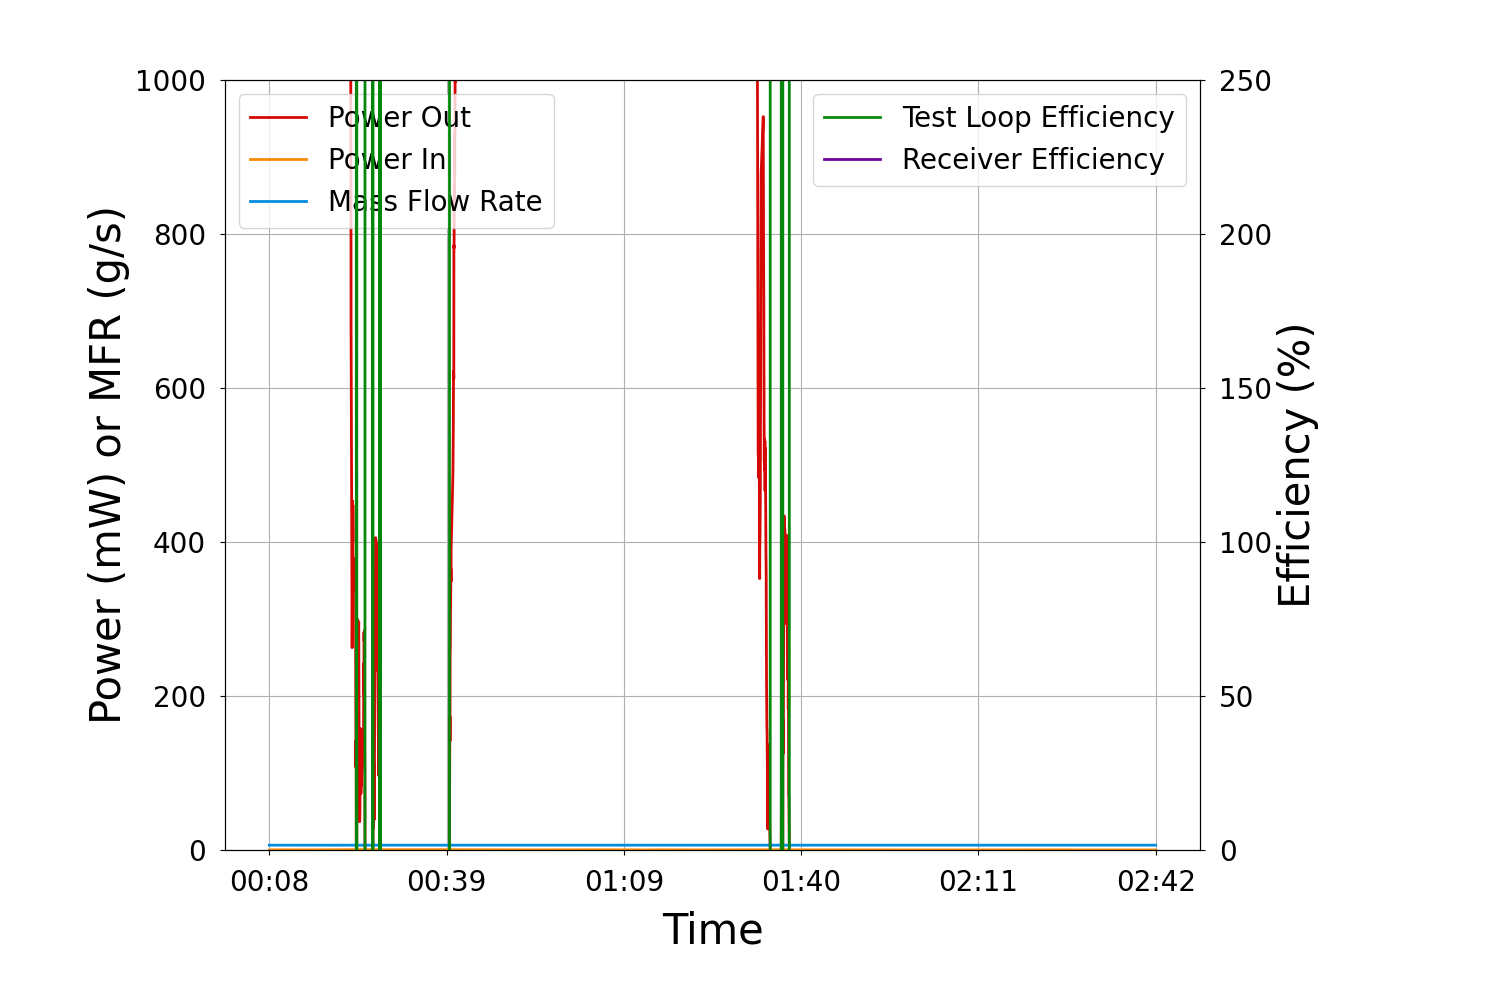 1000
800
600
400
200
0
Power (mW) or MFR (g/s)
Power Out
Power In
Mass Flow Rate
Test Loop Efficiency
Receiver Efficiency
250
200
150
100
50
0
Efficiency (%)
00:08 00:39 01:09 01:40 02:11 02:42
Time